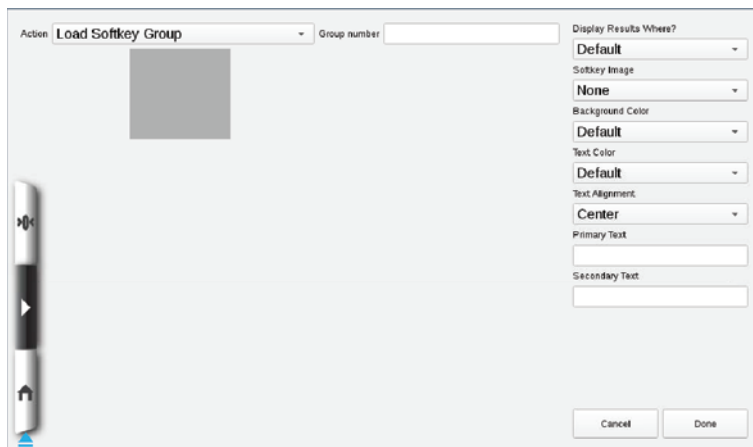 Action Load Softkey Group Group number
Display Results Where?
Default
Softkey Image
None
Background Color
Default
Text Color
Default
Text Alignment
Center
Primary Text
Secondary Text
>0<
Cancel Done